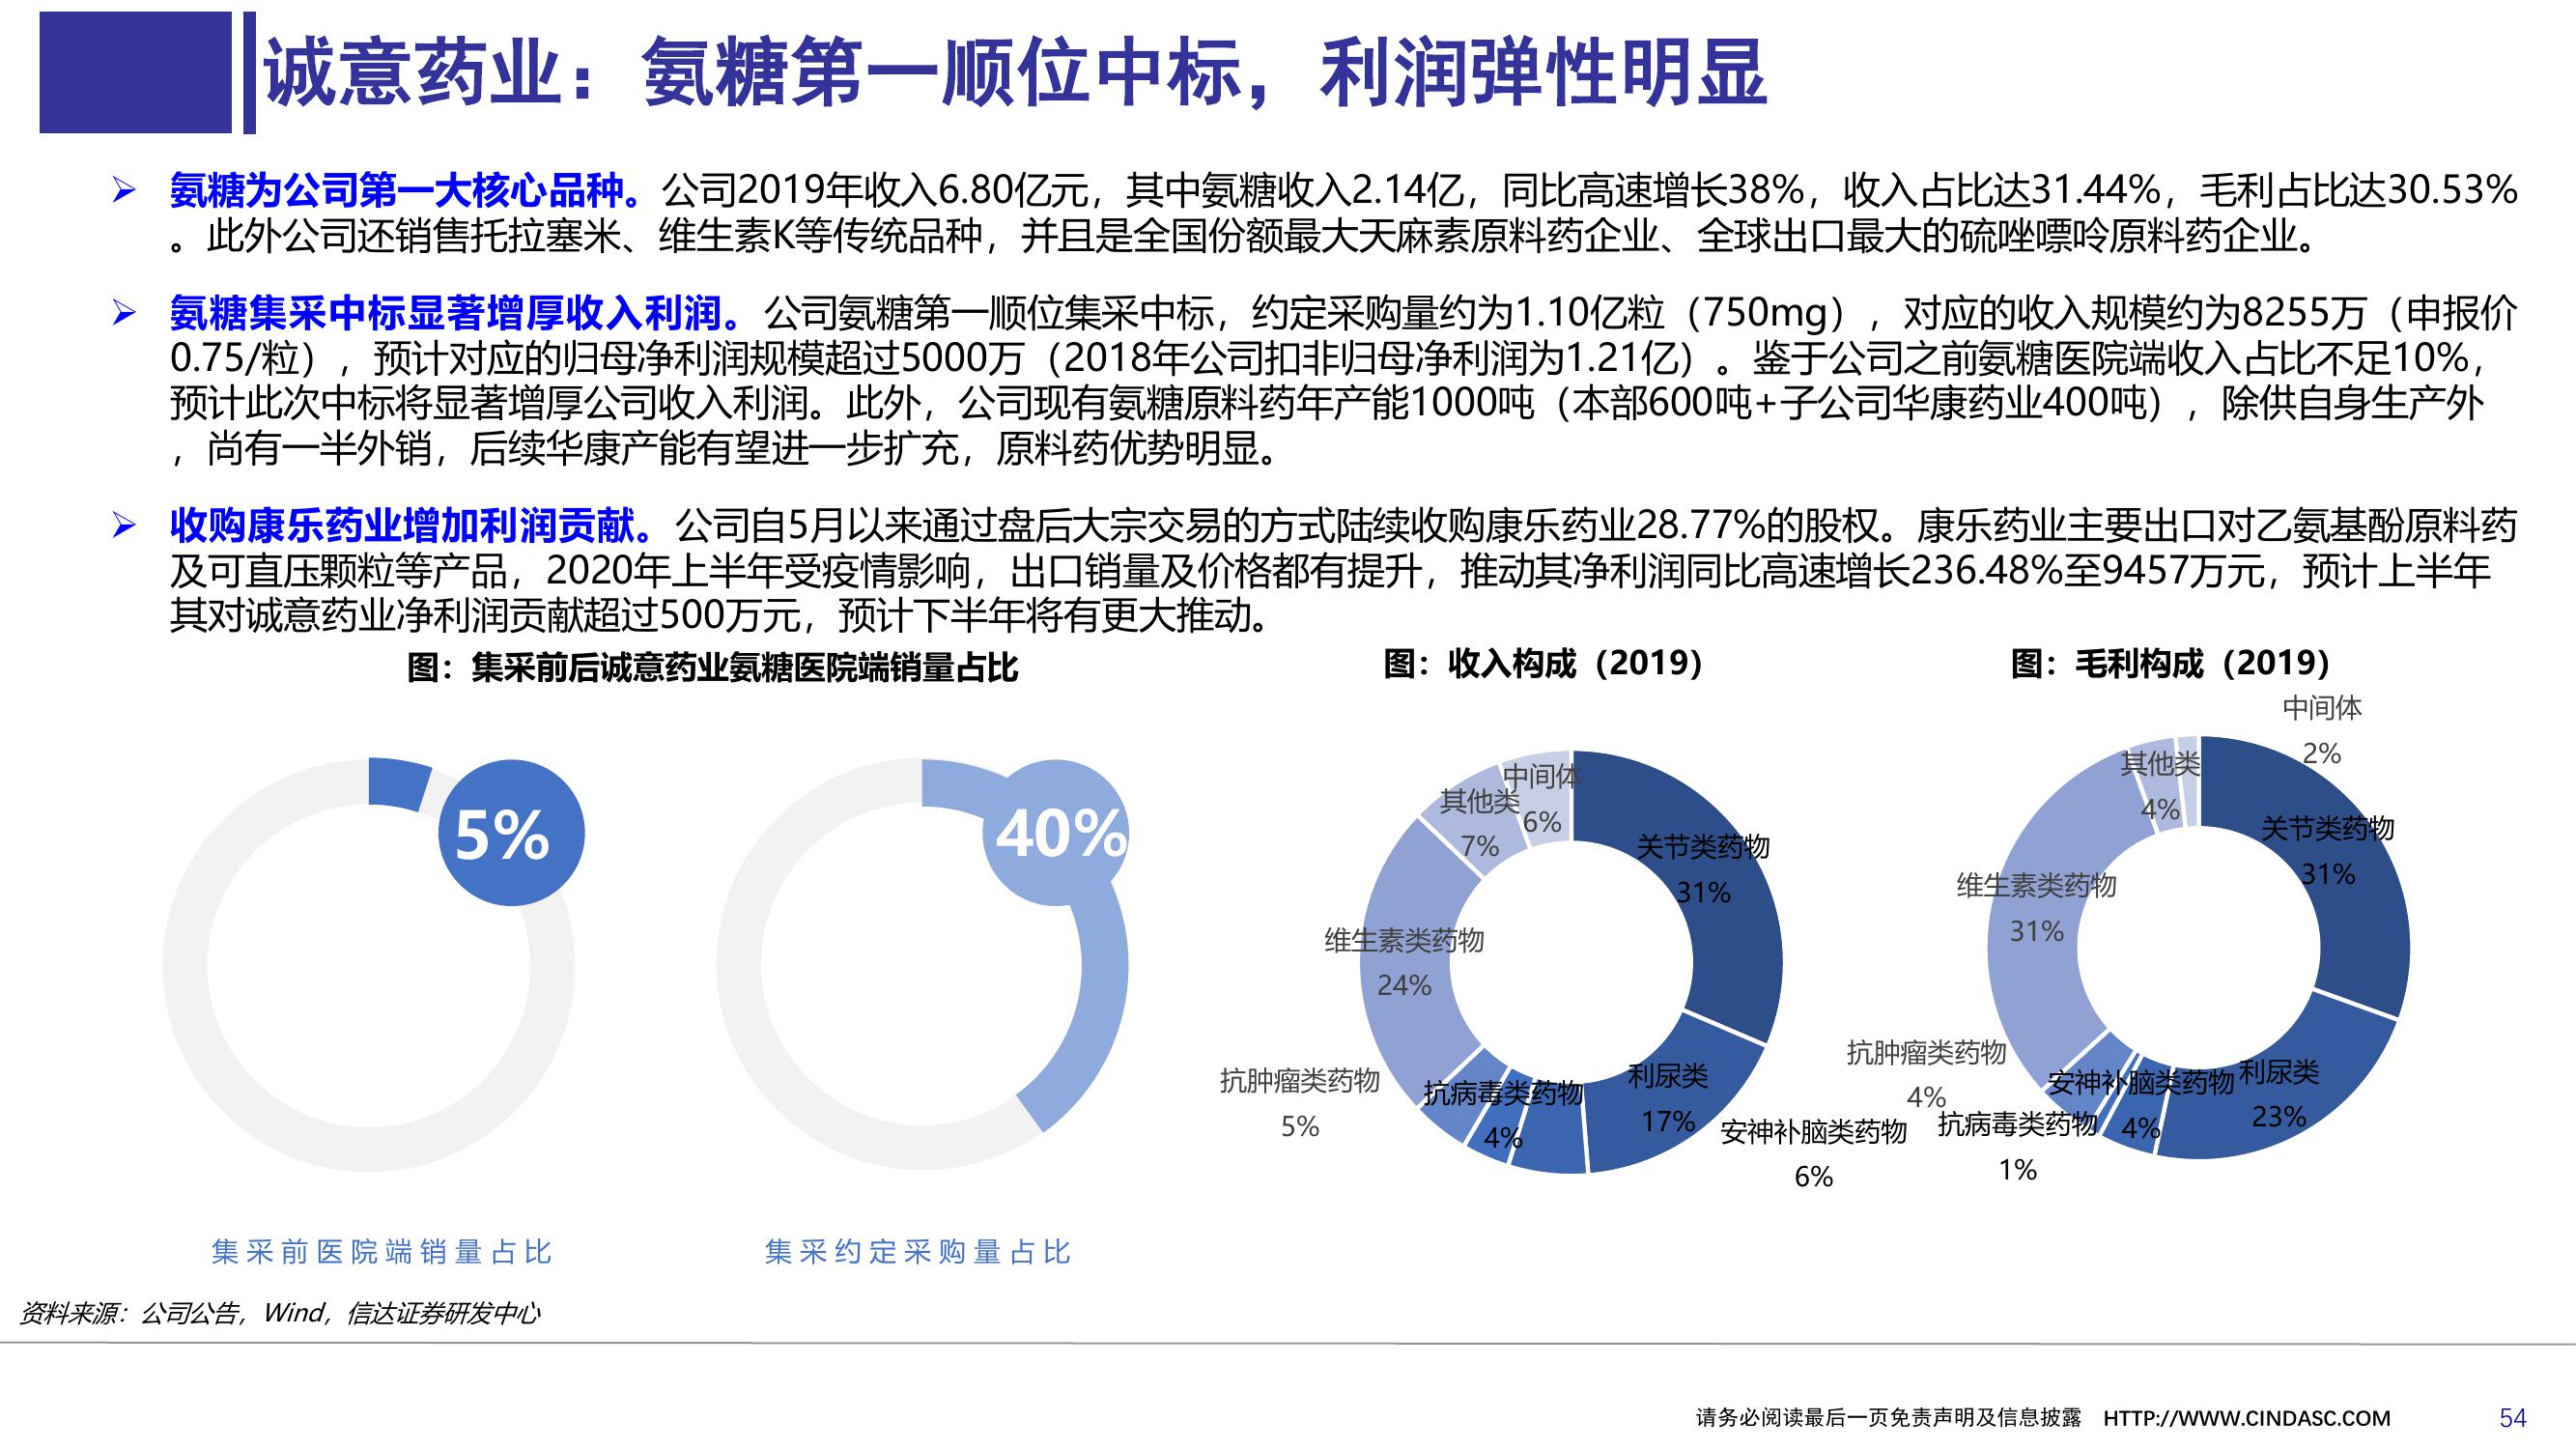 诚意药业：氨糖第一顺位中标，利润弹性明显
氨糖为公司第一大核心品种。公司2019年收入6.80亿元，其中氨糖收入2.14亿，同比高速增长38%，收入占比达31.44%，毛利占比达30.53%
。此外公司还销售托拉塞米、维生素K等传统品种，并且是全国份额最大天麻素原料药企业、全球出口最大的硫唑嘌呤原料药企业。
氨糖集采中标显著增厚收入利润。公司氨糖第一顺位集采中标，约定采购量约为1.10亿粒（750mg），对应的收入规模约为8255万（申报价
0.75/粒），预计对应的归母净利润规模超过5000万（2018年公司扣非归母净利润为1.21亿）。鉴于公司之前氨糖医院端收入占比不足10%，
预计此次中标将显著增厚公司收入利润。此外，公司现有氨糖原料药年产能1000吨（本部600吨+子公司华康药业400吨），除供自身生产外
，尚有一半外销，后续华康产能有望进一步扩充，原料药优势明显。
收购康乐药业增加利润贡献。公司自5月以来通过盘后大宗交易的方式陆续收购康乐药业28.77%的股权。康乐药业主要出口对乙氨基酚原料药
及可直压颗粒等产品，2020年上半年受疫情影响，出口销量及价格都有提升，推动其净利润同比高速增长236.48%至9457万元，预计上半年
其对诚意药业净利润贡献超过500万元，预计下半年将有更大推动。
图：集采前后诚意药业氨糖医院端销量占比
5%
集采前医院端销量占比
40%
集采约定采购量占比
图：收入构成（2019）
关节类药物
31%
利尿类
17%
安神补脑类药物
6%
抗病毒类药物
4%
抗肿瘤类药物
5%
维生素类药物
24%
其他类
7%
中间体
6%
图：毛利构成（2019）
关节类药物
31%
利尿类
23%
安神补脑类药物
4%
抗病毒类药物
1%
抗肿瘤类药物
4%
维生素类药物
31%
其他类
4%
中间体
2%
资料来源：公司公告，Wind，信达证券研发中心
请务必阅读最后一页免责声明及信息披露 HTTP://WWW.CINDASC.COM 54